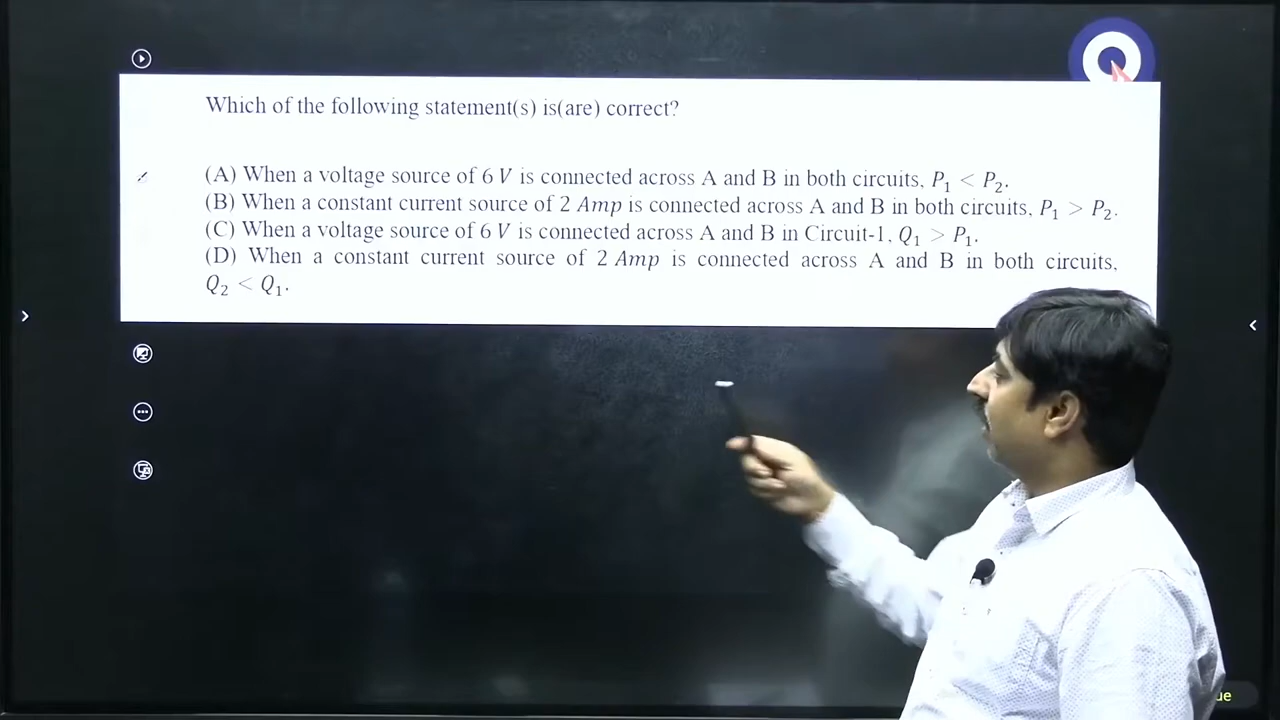 Which of the following statement(s) is(are) correct?
(A) When a voltage source of 6 V is connected across A and B in both circuits, P₁ < P₂.
(B) When a constant current source of 2 Amp is connected across A and B in both circuits, P₁ > P₂.
(C) When a voltage source of 6 V is connected across A and B in Circuit-1, Q₁ > P₁.
(D) When a constant current source of 2 Amp is connected across A and B in both circuits,
Q₂ < Q₁.